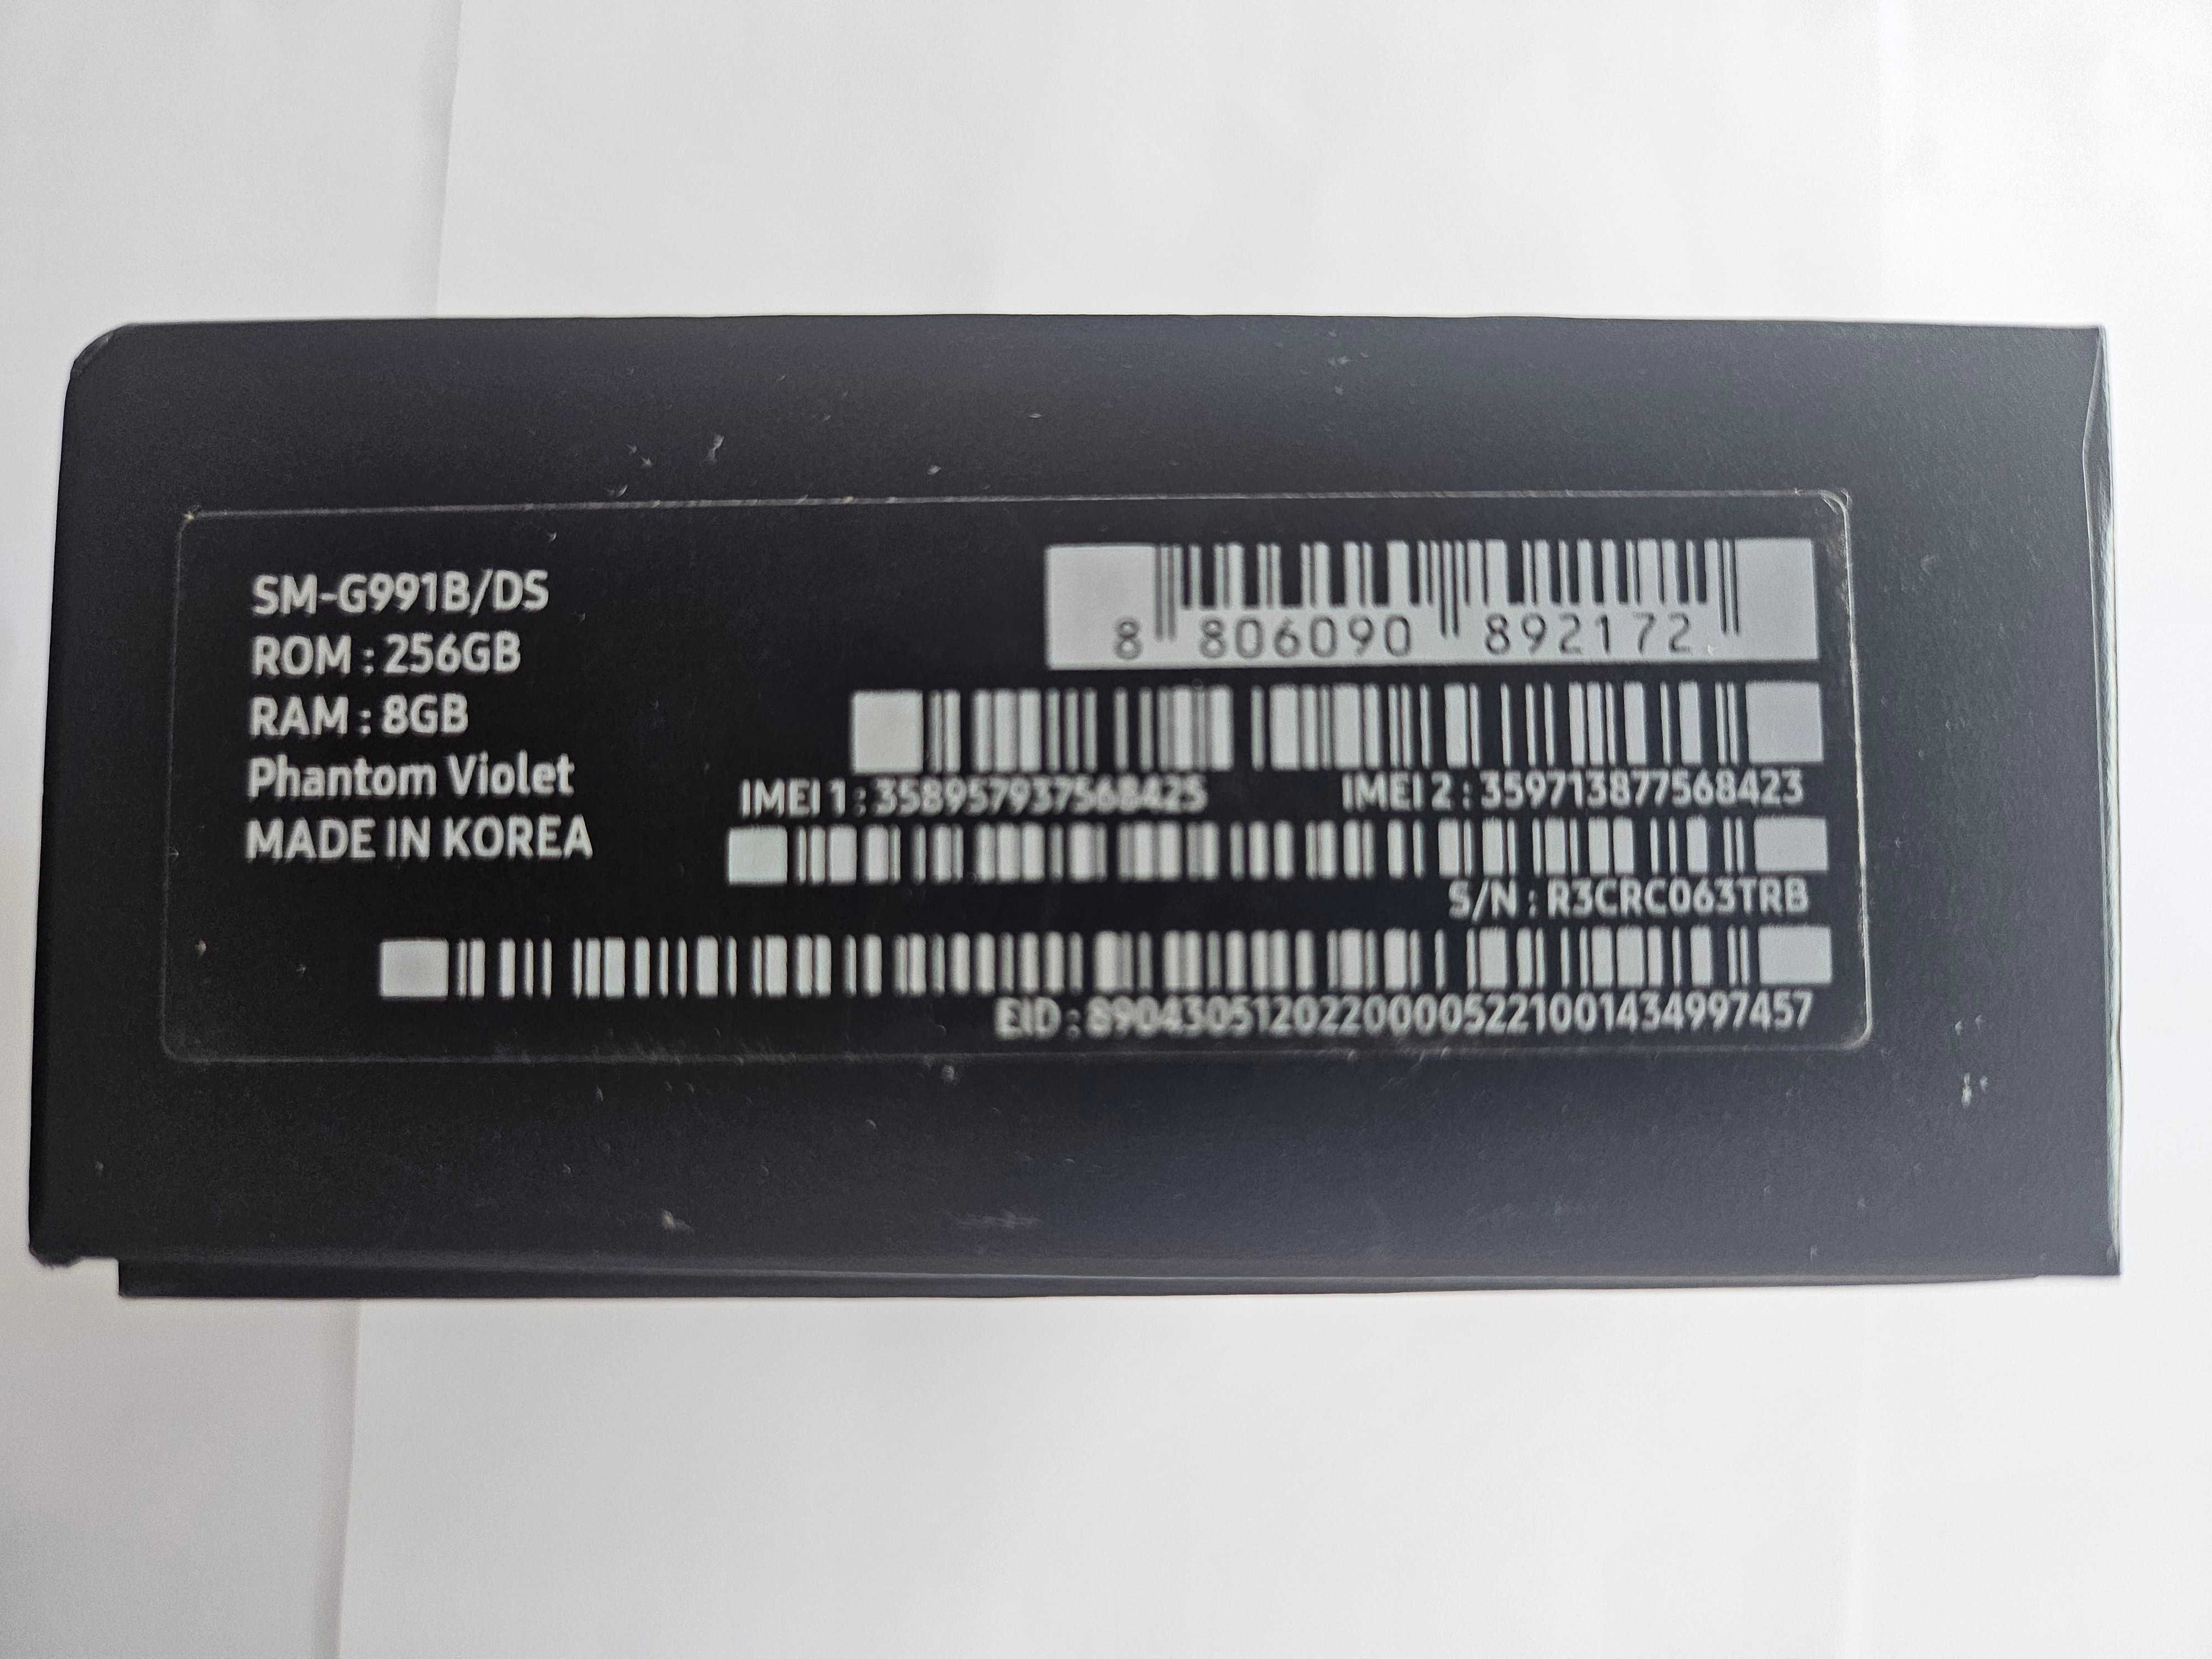 SM-G991B/DS
ROM : 256GB
RAM : 8GB
Phantom Violet
MADE IN KOREA
8 806090 892172
IMEI 1 : 358957937568425 IMEI 2 : 359713877568423
S/N : R3CRC063TRB
EID : 89043051202200005221001434997457